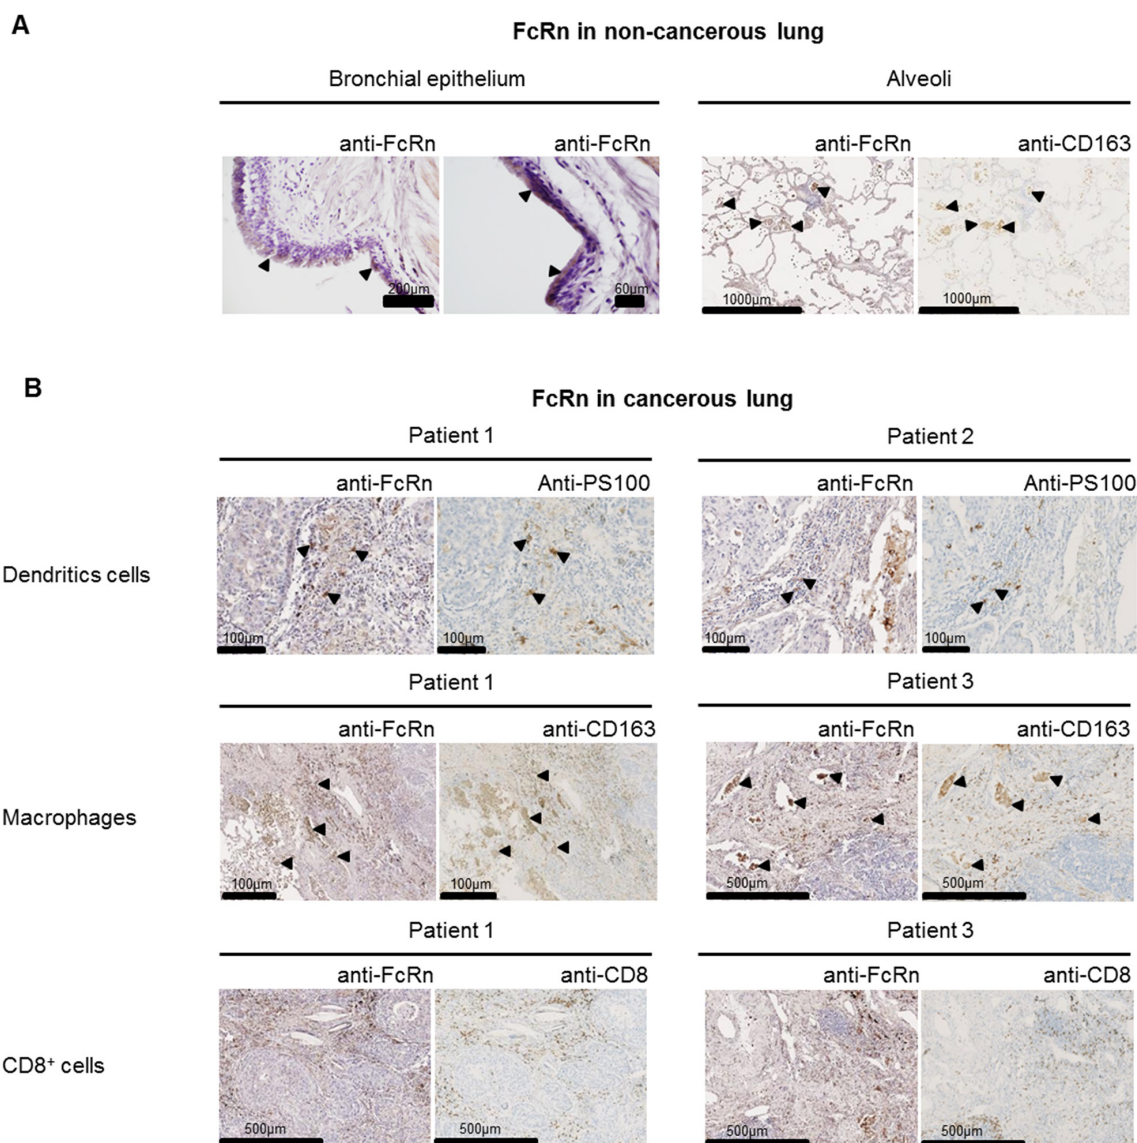 A
FcRn in non-cancerous lung
Bronchial epithelium
Alveoli
anti-FcRn
anti-FcRn
anti-FcRn
anti-CD163
200µm
60µm
1000µm
1000µm
B
FcRn in cancerous lung
Patient 1
Patient 2
anti-FcRn
Anti-PS100
anti-FcRn
Anti-PS100
Dendritics cells
100µm
100µm
100µm
100µm
Patient 1
Patient 3
anti-FcRn
anti-CD163
anti-FcRn
anti-CD163
Macrophages
100µm
100µm
500µm
500µm
Patient 1
Patient 3
anti-FcRn
anti-CD8
anti-FcRn
anti-CD8
CD8⁺ cells
500µm
500µm
500µm
500µm